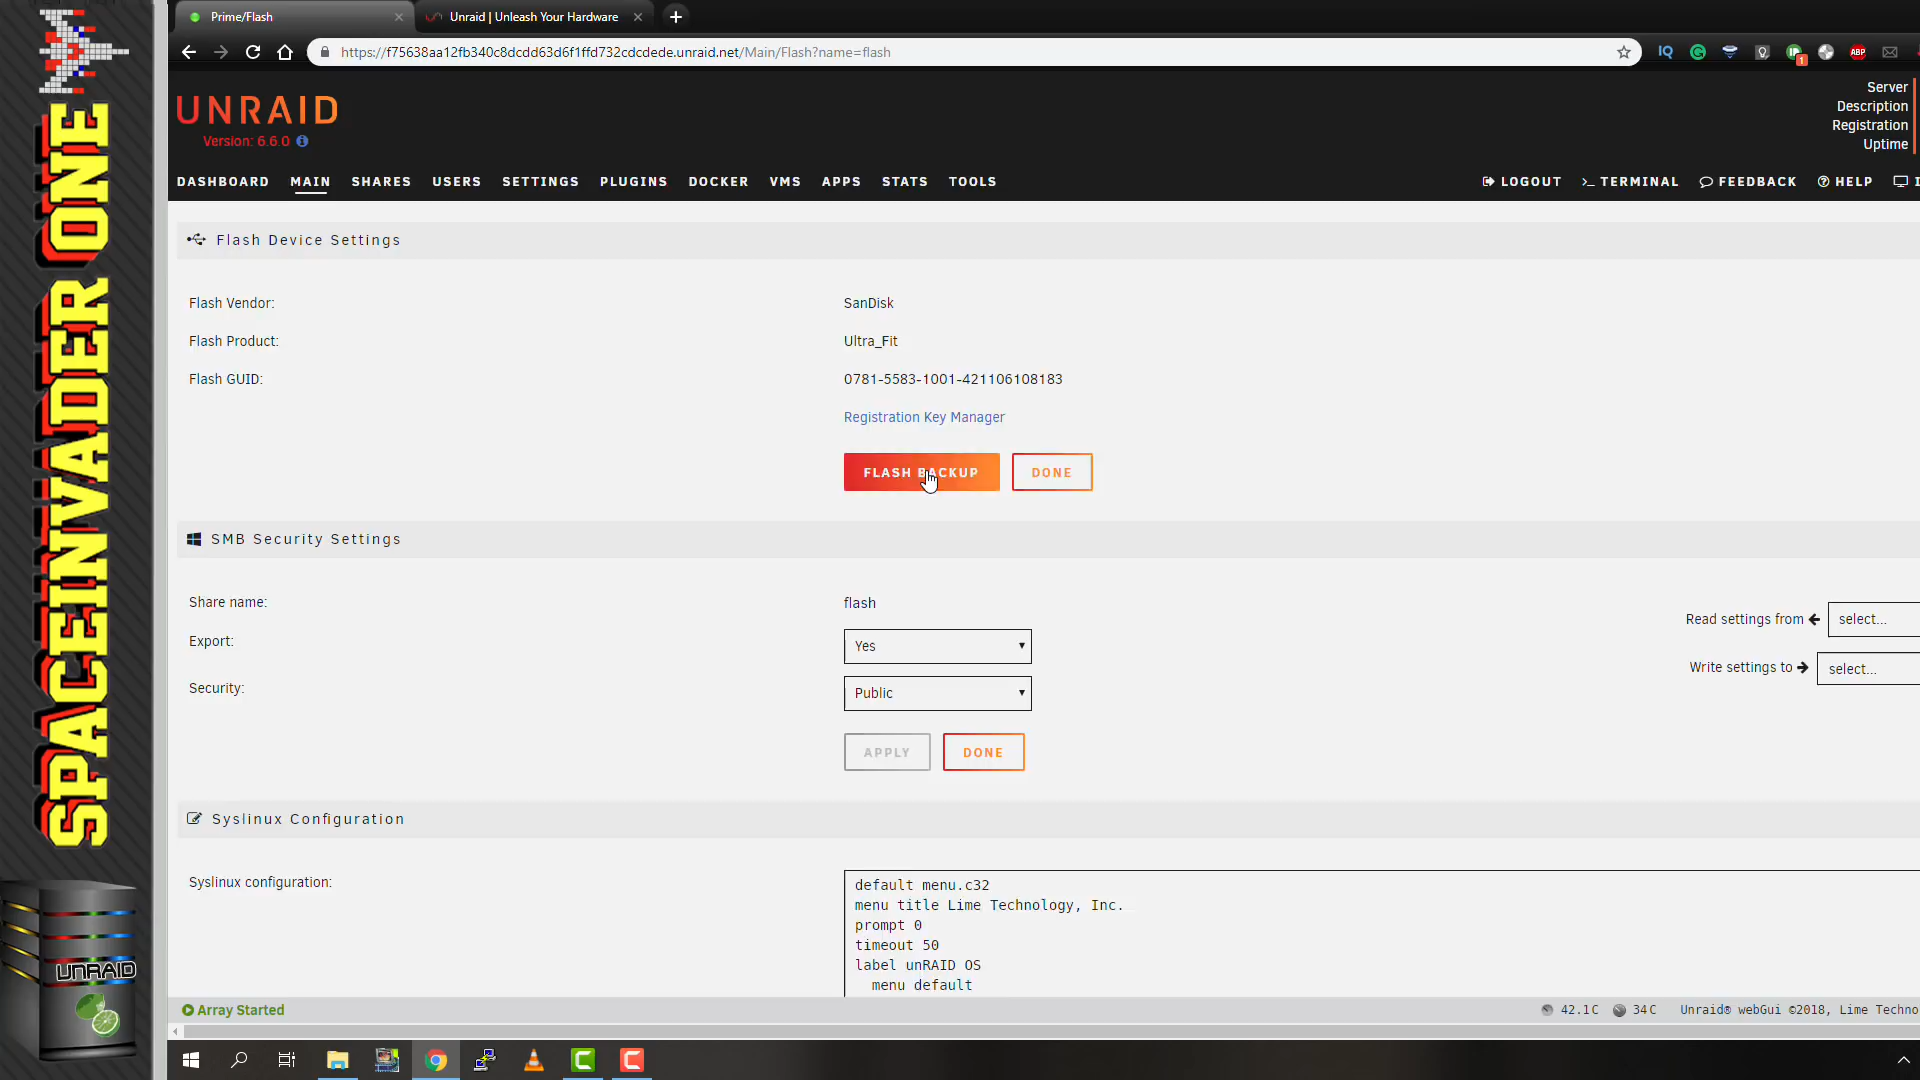 SPACEINVADER ONE
UNRAID
Prime/Flash
Unraid | Unleash Your Hardware
https://f75638aa12fb340c8dcdd63d6f1ffd732cdcdede.unraid.net/Main/Flash?name=flash
IQ
1
ABP
UNRAID
Version: 6.6.0
Server
Description
Registration
Uptime
DASHBOARD MAIN SHARES USERS SETTINGS PLUGINS DOCKER VMS APPS STATS TOOLS
LOGOUT TERMINAL FEEDBACK HELP
Flash Device Settings
Flash Vendor: SanDisk
Flash Product: Ultra_Fit
Flash GUID: 0781-5583-1001-421106108183
Registration Key Manager
FLASH BACKUP DONE
SMB Security Settings
Share name: flash
Export: Yes
Security: Public
Read settings from select...
Write settings to select...
APPLY DONE
Syslinux Configuration
Syslinux configuration:
default menu.c32
menu title Lime Technology, Inc.
prompt 0
timeout 50
label unRAID OS
menu default
Array Started
42.1C 34C Unraid® webGui ©2018, Lime Techno